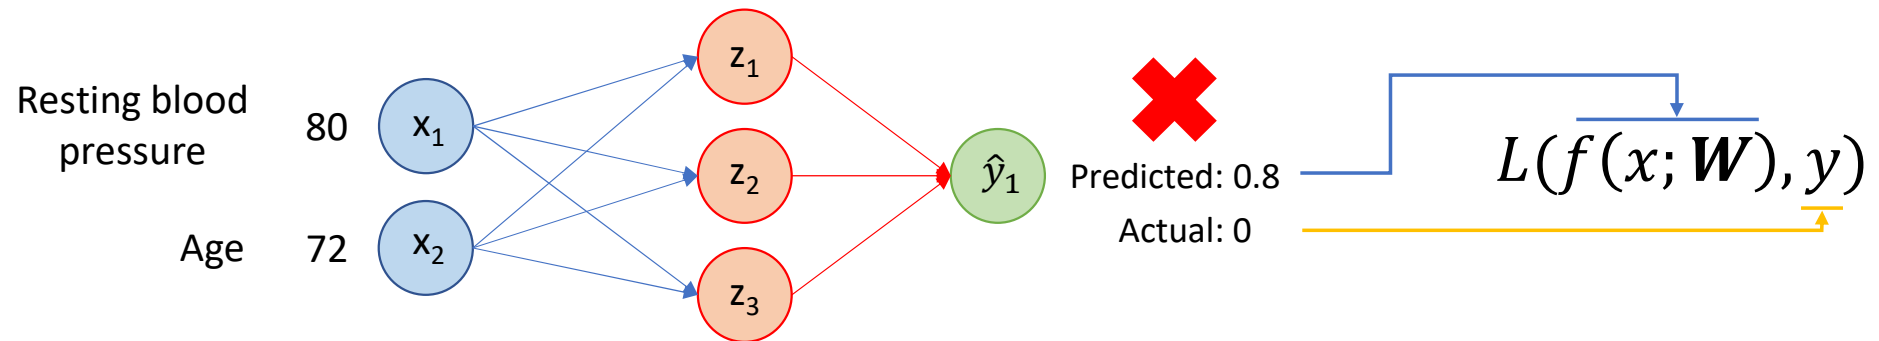 Resting blood
pressure
80
x₁
Age
72
x₂
z₁
z₂
z₃
ŷ₁
Predicted: 0.8
Actual: 0
L(f(x; W), y)